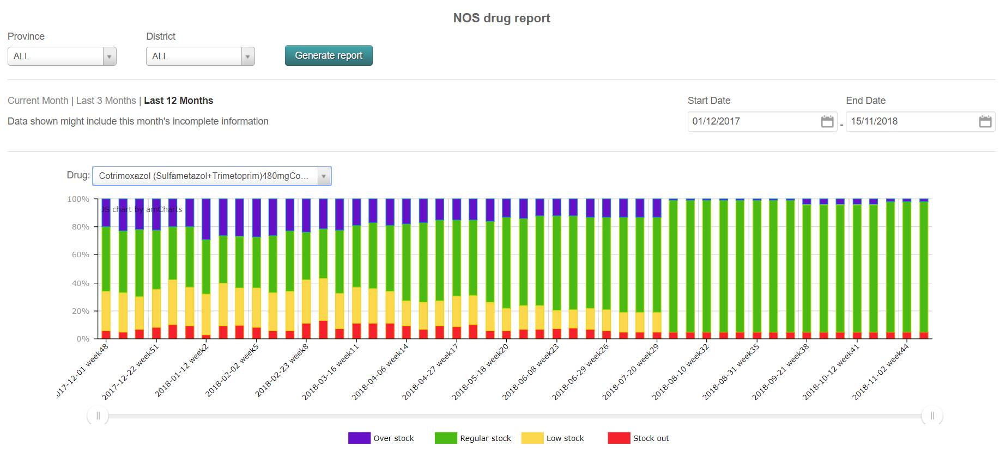 NOS drug report
Province
District
ALL
ALL
Generate report
Current Month | Last 3 Months | Last 12 Months
Start Date
End Date
Data shown might include this month's incomplete information
01/12/2017
-
15/11/2018
Drug:
Cotrimoxazol (Sulfametazol+Trimetoprim)480mgCo...
JS chart by amCharts
100%
80%
60%
40%
20%
0%
017-12-01 week48
2017-12-22 week51
2018-01-12 week2
2018-02-02 week5
2018-02-23 week8
2018-03-16 week11
2018-04-06 week14
2018-04-27 week17
2018-05-18 week20
2018-06-08 week23
2018-06-29 week26
2018-07-20 week29
2018-08-10 week32
2018-08-31 week35
2018-09-21 week38
2018-10-12 week41
2018-11-02 week44
Over stock
Regular stock
Low stock
Stock out